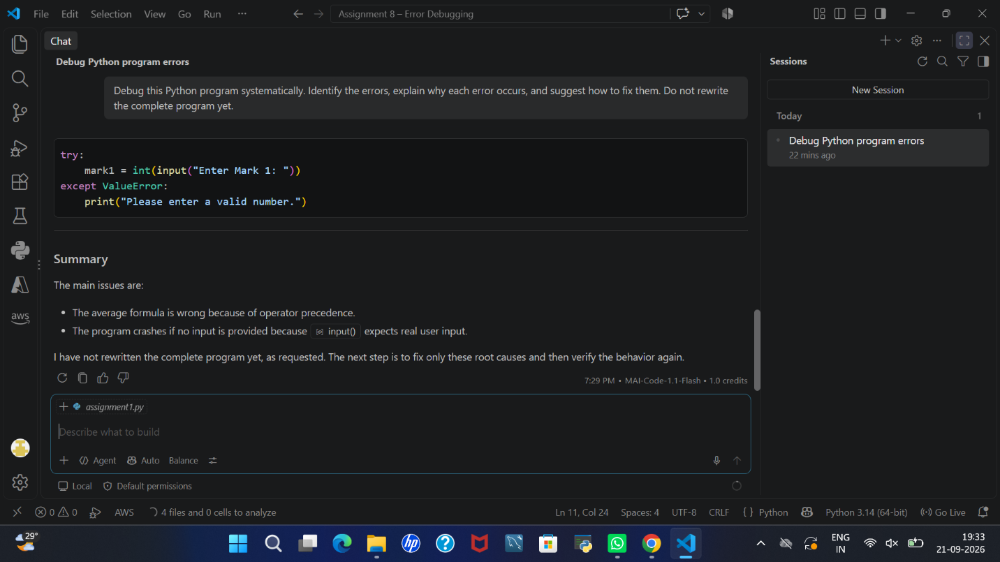 File Edit Selection View Go Run ···
Assignment 8 – Error Debugging
Chat
Debug Python program errors
Debug this Python program systematically. Identify the errors, explain why each error occurs, and suggest how to fix them. Do not rewrite
the complete program yet.
try:
    mark1 = int(input("Enter Mark 1: "))
except ValueError:
    print("Please enter a valid number.")
Summary
The main issues are:
• The average formula is wrong because of operator precedence.
• The program crashes if no input is provided because input() expects real user input.
I have not rewritten the complete program yet, as requested. The next step is to fix only these root causes and then verify the behavior again.
7:29 PM • MAI-Code-1.1-Flash • 1.0 credits
assignment1.py
Describe what to build
Agent Auto Balance
Local Default permissions
Sessions
New Session
Today 1
Debug Python program errors
22 mins ago
aws
0 0 AWS 4 files and 0 cells to analyze Ln 11, Col 24 Spaces: 4 UTF-8 CRLF { } Python Python 3.14 (64-bit) Go Live
29°
hp
ENG
IN
19:33
21-09-2026